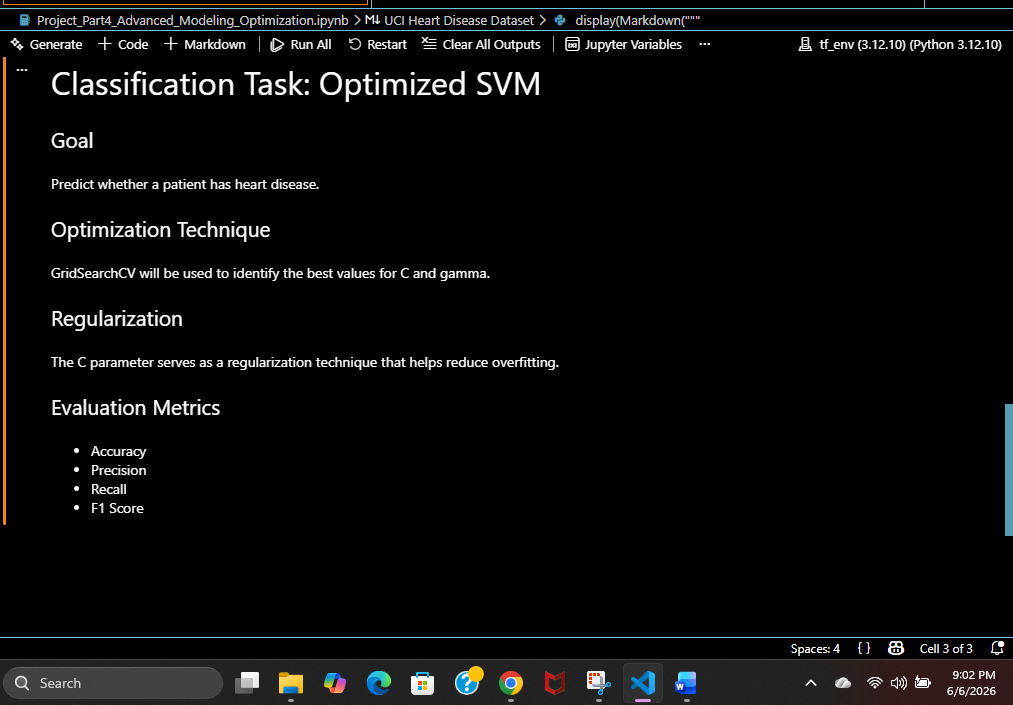 Project_Part4_Advanced_Modeling_Optimization.ipynb > M↓ UCI Heart Disease Dataset > display(Markdown("""
Generate + Code + Markdown | Run All Restart Clear All Outputs | Jupyter Variables ... tf_env (3.12.10) (Python 3.12.10)
...
Classification Task: Optimized SVM
Goal
Predict whether a patient has heart disease.
Optimization Technique
GridSearchCV will be used to identify the best values for C and gamma.
Regularization
The C parameter serves as a regularization technique that helps reduce overfitting.
Evaluation Metrics
• Accuracy
• Precision
• Recall
• F1 Score
Spaces: 4 { } Cell 3 of 3
Search
9:02 PM
6/6/2026